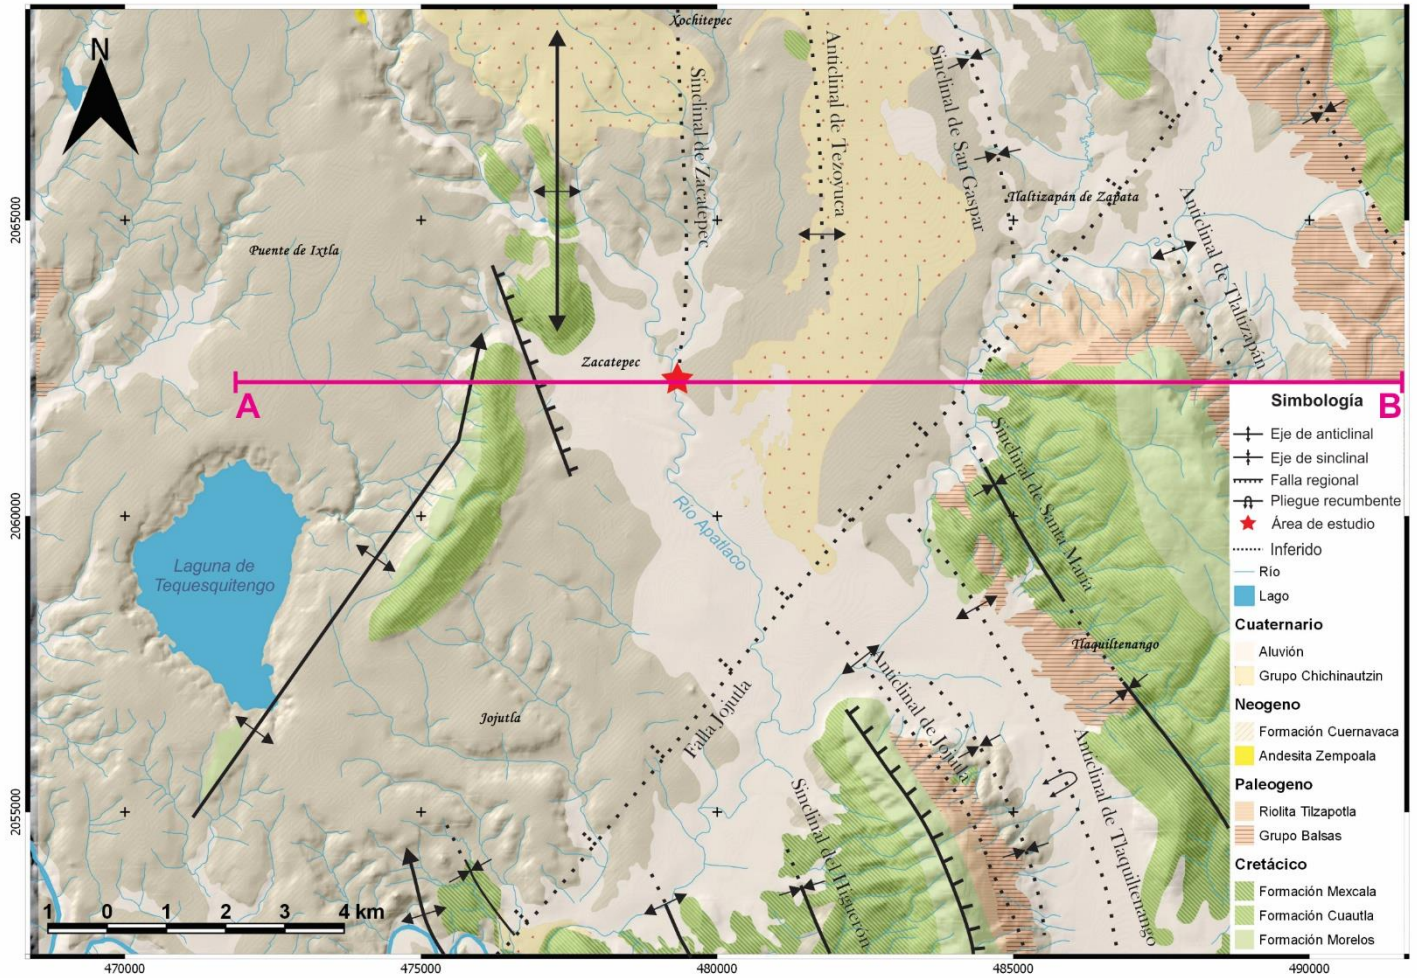 N
Xochitepec
Sinclinal de Zacatepec
Anticlinal de Tezoyuca
Sinclinal de San Gaspar
Tlaltizapán de Zapata
Anticlinal de Tlaltizapán
Puente de Ixtla
Zacatepec
A
B
Sinclinal de Santa María
Río Apatlaco
Laguna de
Tequesquitengo
Tlaquiltenango
Jojutla
Falla Jojutla
Anticlinal de Jojutla
Anticlinal de Tlaquiltenango
Sinclinal del Higuerón
Simbología
Eje de anticlinal
Eje de sinclinal
Falla regional
Pliegue recumbente
Área de estudio
Inferido
Río
Lago
Cuaternario
Aluvión
Grupo Chichinautzin
Neogeno
Formación Cuernavaca
Andesita Zempoala
Paleogeno
Riolita Tilzapotla
Grupo Balsas
Cretácico
Formación Mexcala
Formación Cuautla
Formación Morelos
1 0 1 2 3 4 km
2065000
2060000
2055000
470000 475000 480000 485000 490000